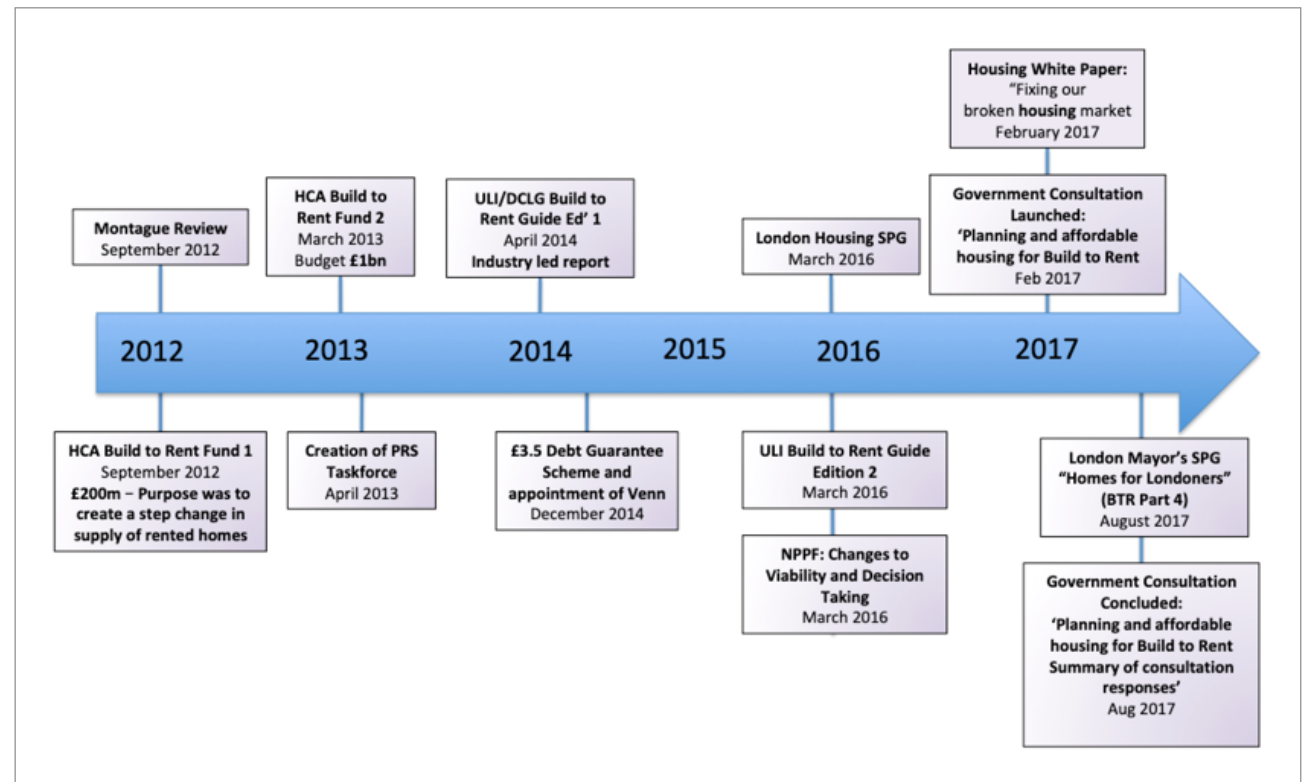 Housing White Paper:
“Fixing our
broken housing market
February 2017
Montague Review
September 2012
HCA Build to
Rent Fund 2
March 2013
Budget £1bn
ULI/DCLG Build to
Rent Guide Ed’ 1
April 2014
Industry led report
London Housing SPG
March 2016
Government Consultation
Launched:
‘Planning and affordable
housing for Build to Rent
Feb 2017
2012
2013
2014
2015
2016
2017
HCA Build to Rent Fund 1
September 2012
£200m – Purpose was to
create a step change in
supply of rented homes
Creation of PRS
Taskforce
April 2013
£3.5 Debt Guarantee
Scheme and
appointment of Venn
December 2014
ULI Build to Rent Guide
Edition 2
March 2016
NPPF: Changes to
Viability and Decision
Taking
March 2016
London Mayor’s SPG
“Homes for Londoners”
(BTR Part 4)
August 2017
Government Consultation
Concluded:
‘Planning and affordable
housing for Build to Rent
Summary of consultation
responses’
Aug 2017